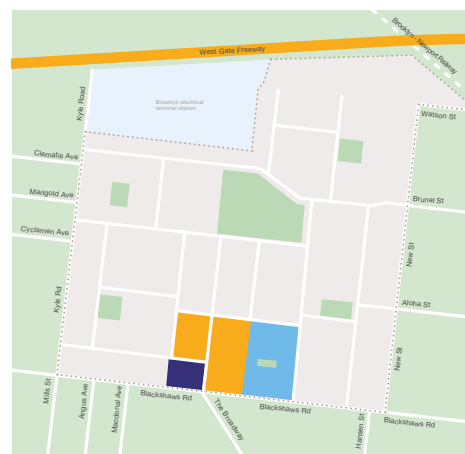 Brooklyn - Newport Railway
West Gate Freeway
Kyle Road
Brooklyn electrical
terminal station
Watson St
Clematis Ave
Marigold Ave
Brunel St
Cyclamen Ave
New St
Kyle Rd
Aloha St
New St
Mills St
Angus Ave
Macdonal Ave
Blackshaws Rd
The Broadway
Blackshaws Rd
Hansen St
Blackshaws Rd